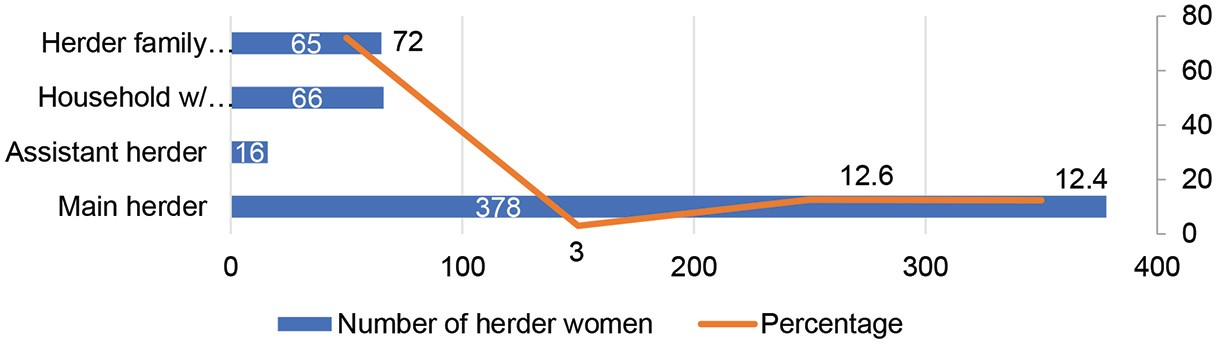 80
Herder family… 65 72
60
Household w/… 66
40
Assistant herder 16
12.6 12.4
20
Main herder 378
0
3
0 100 200 300 400
Number of herder women Percentage